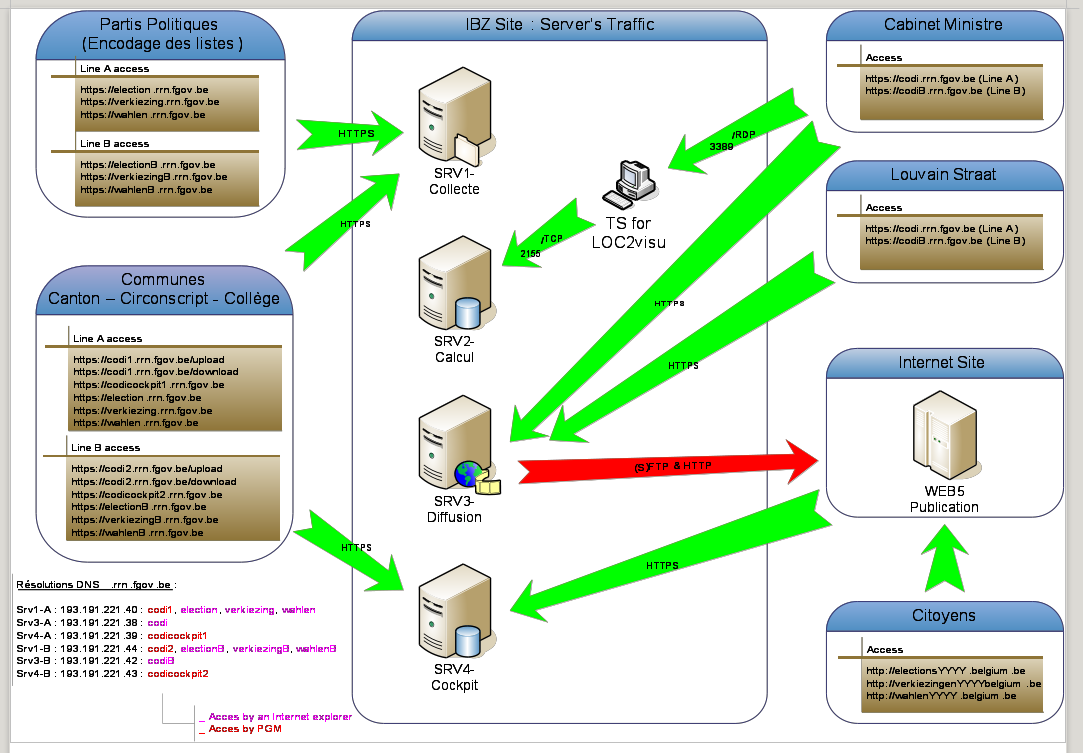 Partis Politiques
(Encodage des listes )
Line A access
https://election .rrn.fgov .be
https://verkiezing.rrn.fgov .be
https://wahlen .rrn.fgov .be
Line B access
https://electionB .rrn.fgov .be
https://verkiezingB .rrn.fgov .be
https://wahlenB .rrn.fgov .be
Communes
Canton – Circonscript - Collège
Line A access
https://codi1.rrn.fgov.be/upload
https://codi1.rrn.fgov.be/download
https://codicockpit1 .rrn.fgov .be
https://election .rrn.fgov .be
https://verkiezing.rrn.fgov .be
https://wahlen .rrn.fgov .be
Line B access
https://codi2.rrn.fgov.be/upload
https://codi2.rrn.fgov.be/download
https://codicockpit2 .rrn.fgov .be
https://electionB .rrn.fgov .be
https://verkiezingB .rrn.fgov .be
https://wahlenB .rrn.fgov .be
Résolutions DNS .rrn .fgov .be :
Srv1-A : 193.191.221 .40 : codi1, election, verkiezing, wahlen
Srv3-A : 193.191.221 .38 : codi
Srv4-A : 193.191.221 .39 : codicockpit1
Srv1-B : 193.191.221 .44 : codi2, electionB, verkiezingB, wahlenB
Srv3-B : 193.191.221 .42 : codiB
Srv4-B : 193.191.221 .43 : codicockpit2
_ Acces by an Internet explorer
_ Acces by PGM
IBZ Site : Server's Traffic
HTTPS
HTTPS
HTTPS
SRV1-
Collecte
/RDP
3389
TS for
LOC2visu
/TCP
2155
SRV2-
Calcul
HTTPS
HTTPS
SRV3-
Diffusion
(S)FTP & HTTP
HTTPS
SRV4-
Cockpit
Cabinet Ministre
Access
https://codi.rrn.fgov.be (Line A )
https://codiB.rrn.fgov.be (Line B )
Louvain Straat
Access
https://codi.rrn.fgov.be (Line A )
https://codiB.rrn.fgov.be (Line B )
Internet Site
WEB5
Publication
Citoyens
Access
http://electionsYYYY .belgium .be
http://verkiezingenYYYYbelgium .be
http://wahlenYYYY .belgium .be